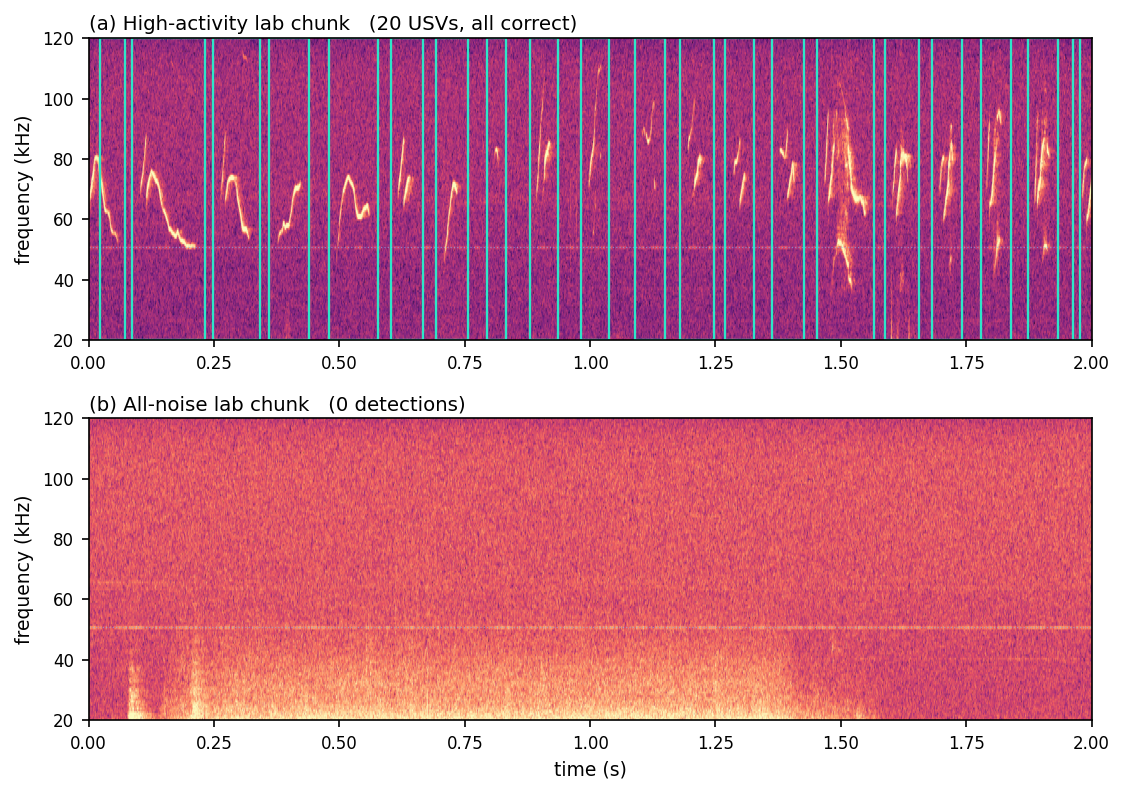 (a) High-activity lab chunk (20 USVs, all correct)
120
100
80
60
40
20
frequency (kHz)
0.00 0.25 0.50 0.75 1.00 1.25 1.50 1.75 2.00
(b) All-noise lab chunk (0 detections)
120
100
80
60
40
20
frequency (kHz)
0.00 0.25 0.50 0.75 1.00 1.25 1.50 1.75 2.00
time (s)